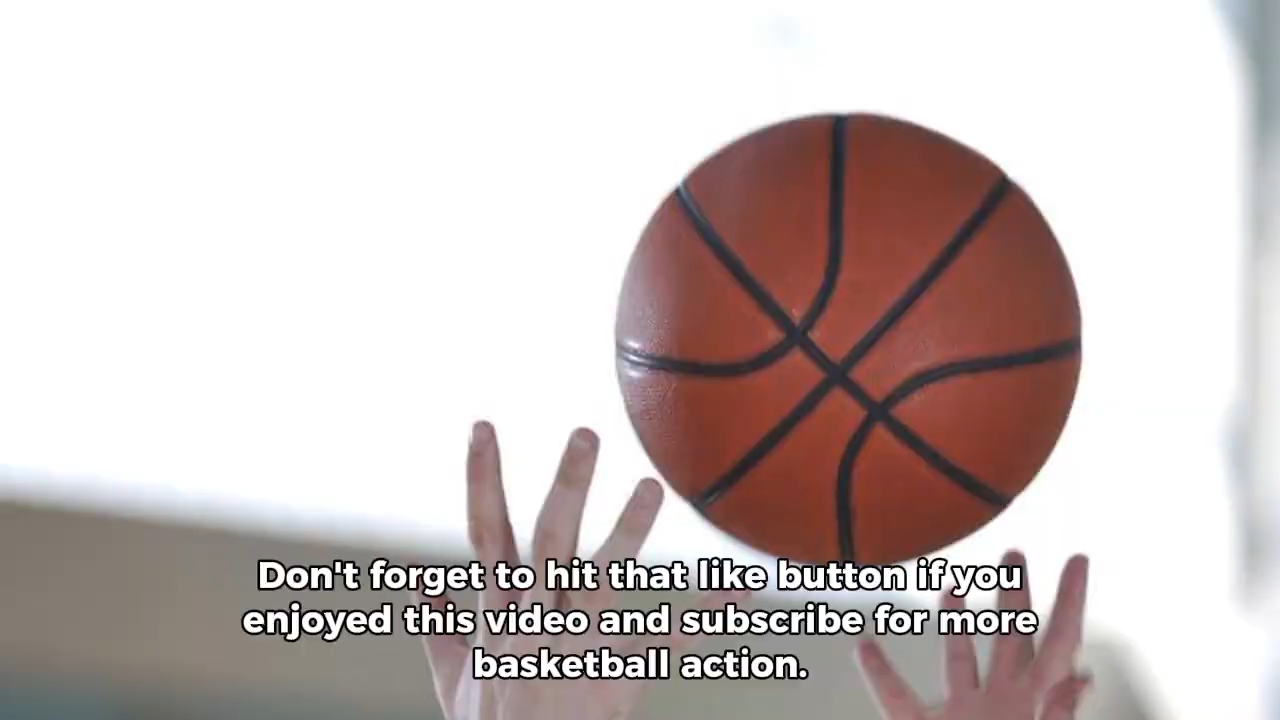 Don't forget to hit that like button if you
enjoyed this video and subscribe for more
basketball action.